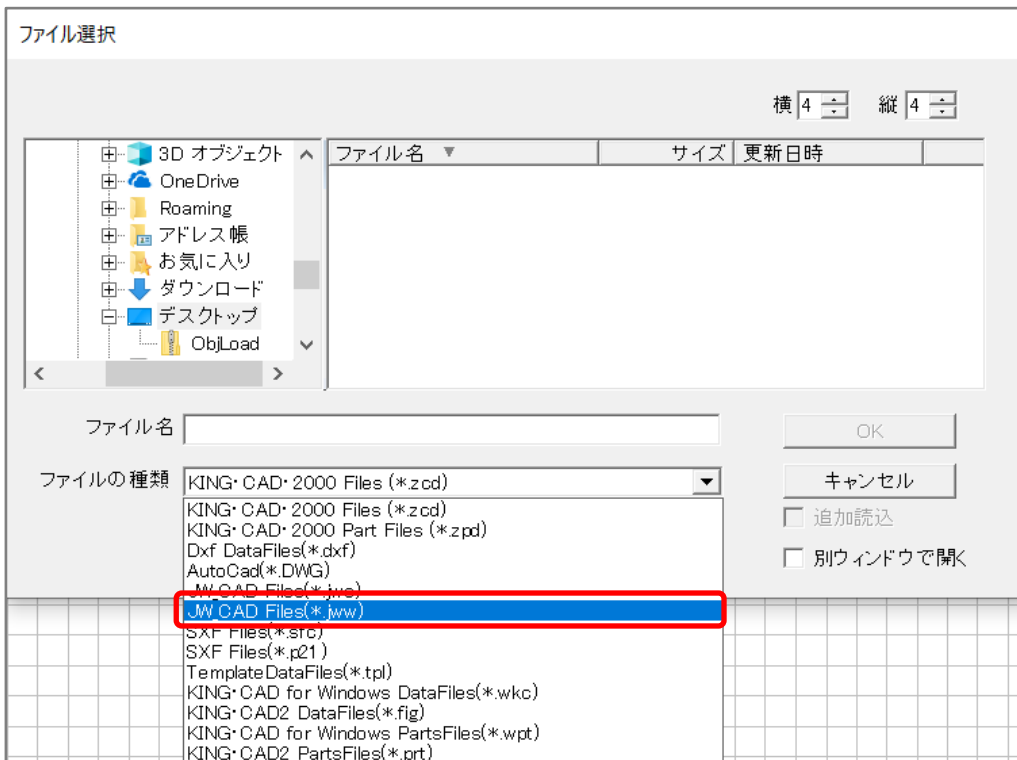 ファイル選択
横 4 縦 4
3D オブジェクト
OneDrive
Roaming
アドレス帳
お気に入り
ダウンロード
デスクトップ
ObjLoad
ファイル名 ▼ サイズ 更新日時
ファイル名
OK
ファイルの種類 KING・CAD・2000 Files (*.zcd)
キャンセル
追加読込
別ウィンドウで開く
KING・CAD・2000 Files (*.zcd)
KING・CAD・2000 Part Files (*.zpd)
Dxf DataFiles(*.dxf)
AutoCad(*.DWG)
JW_CAD Files(*.jwc)
JW_CAD Files(*.jww)
SXF Files(*.sfc)
SXF Files(*.p21)
TemplateDataFiles(*.tpl)
KING・CAD for Windows DataFiles(*.wkc)
KING・CAD2 DataFiles(*.fig)
KING・CAD for Windows PartsFiles(*.wpt)
KING・CAD2 PartsFiles(*.prt)